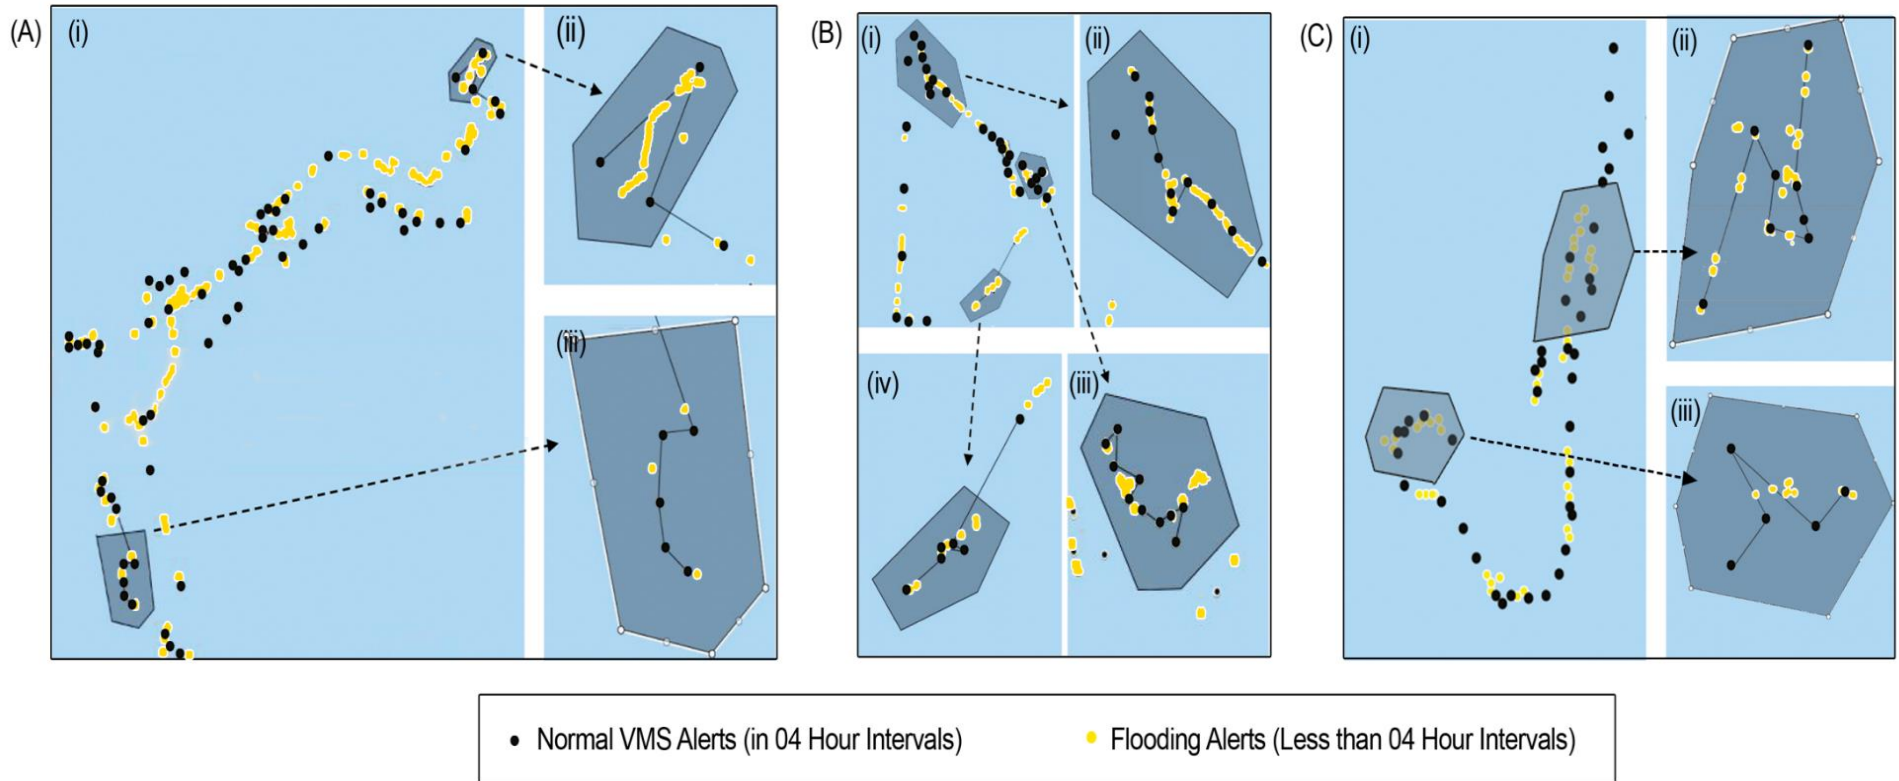 (A)
(i)
(ii)
(iii)
(B)
(i)
(ii)
(iv)
(iii)
(C)
(i)
(ii)
(iii)
Normal VMS Alerts (in 04 Hour Intervals)
Flooding Alerts (Less than 04 Hour Intervals)